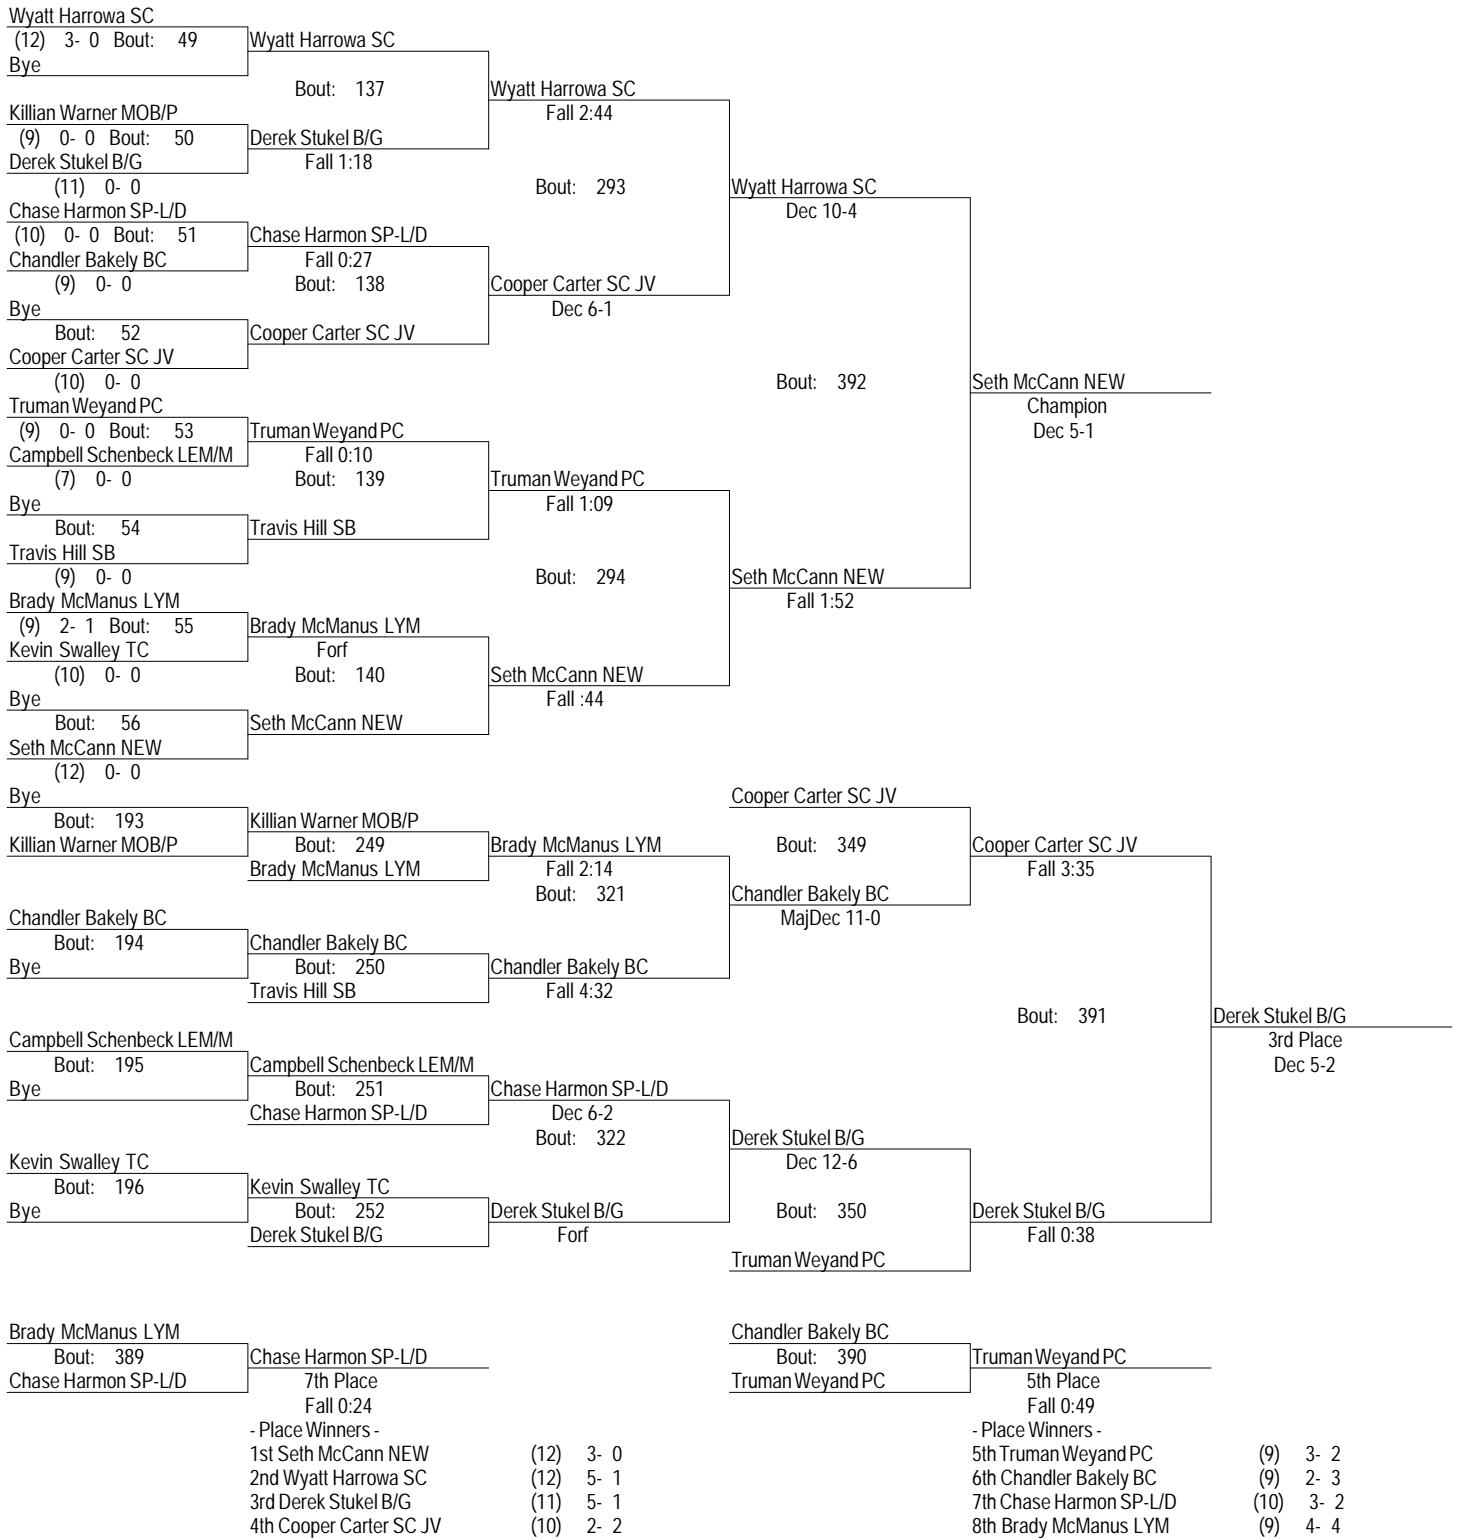 Wyatt Harrowa SC
(12) 3- 0 Bout: 49 Wyatt Harrowa SC
Bye
Bout: 137 Wyatt Harrowa SC
Killian Warner MOB/P Fall 2:44
(9) 0- 0 Bout: 50 Derek Stukel B/G
Derek Stukel B/G Fall 1:18
(11) 0- 0 Bout: 293 Wyatt Harrowa SC
Chase Harmon SP-L/D Dec 10-4
(10) 0- 0 Bout: 51 Chase Harmon SP-L/D
Chandler Bakely BC Fall 0:27
(9) 0- 0 Bout: 138 Cooper Carter SC JV
Bye Dec 6-1
Bout: 52 Cooper Carter SC JV
Cooper Carter SC JV
(10) 0- 0 Bout: 392 Seth McCann NEW
Truman Weyand PC Champion
(9) 0- 0 Bout: 53 Truman Weyand PC Dec 5-1
Campbell Schenbeck LEM/M Fall 0:10
(7) 0- 0 Bout: 139 Truman Weyand PC
Bye Fall 1:09
Bout: 54 Travis Hill SB
Travis Hill SB
(9) 0- 0 Bout: 294 Seth McCann NEW
Brady McManus LYM Fall 1:52
(9) 2- 1 Bout: 55 Brady McManus LYM
Kevin Swalley TC Forf
(10) 0- 0 Bout: 140 Seth McCann NEW
Bye Fall :44
Bout: 56 Seth McCann NEW
Seth McCann NEW
(12) 0- 0
Bye Cooper Carter SC JV
Bout: 193 Killian Warner MOB/P
Killian Warner MOB/P Bout: 249 Brady McManus LYM Bout: 349 Cooper Carter SC JV
Brady McManus LYM Fall 2:14 Fall 3:35
Bout: 321 Chandler Bakely BC
Chandler Bakely BC MajDec 11-0
Bout: 194 Chandler Bakely BC
Bye Bout: 250 Chandler Bakely BC
Travis Hill SB Fall 4:32
Bout: 391 Derek Stukel B/G
Campbell Schenbeck LEM/M 3rd Place
Bout: 195 Campbell Schenbeck LEM/M Dec 5-2
Bye Bout: 251 Chase Harmon SP-L/D
Chase Harmon SP-L/D Dec 6-2
Bout: 322 Derek Stukel B/G
Kevin Swalley TC Dec 12-6
Bout: 196 Kevin Swalley TC
Bye Bout: 252 Derek Stukel B/G Bout: 350 Derek Stukel B/G
Derek Stukel B/G Forf Fall 0:38
Truman Weyand PC
Brady McManus LYM Chandler Bakely BC
Bout: 389 Chase Harmon SP-L/D Bout: 390 Truman Weyand PC
Chase Harmon SP-L/D 7th Place Truman Weyand PC 5th Place
Fall 0:24 Fall 0:49
- Place Winners - - Place Winners -
1st Seth McCann NEW (12) 3- 0 5th Truman Weyand PC (9) 3- 2
2nd Wyatt Harrowa SC (12) 5- 1 6th Chandler Bakely BC (9) 2- 3
3rd Derek Stukel B/G (11) 5- 1 7th Chase Harmon SP-L/D (10) 3- 2
4th Cooper Carter SC JV (10) 2- 2 8th Brady McManus LYM (9) 4- 4